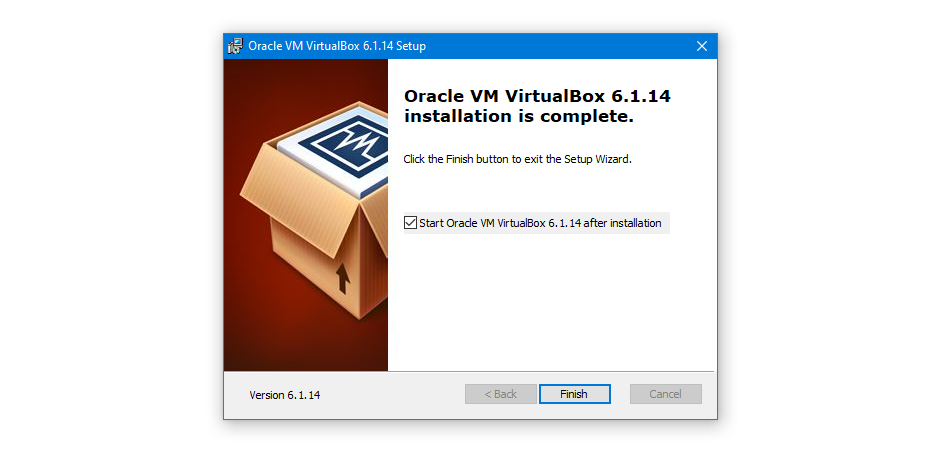 Oracle VM VirtualBox 6.1.14 Setup
Oracle VM VirtualBox 6.1.14
installation is complete.
Click the Finish button to exit the Setup Wizard.
Start Oracle VM VirtualBox 6.1.14 after installation
Version 6.1.14
< Back
Finish
Cancel